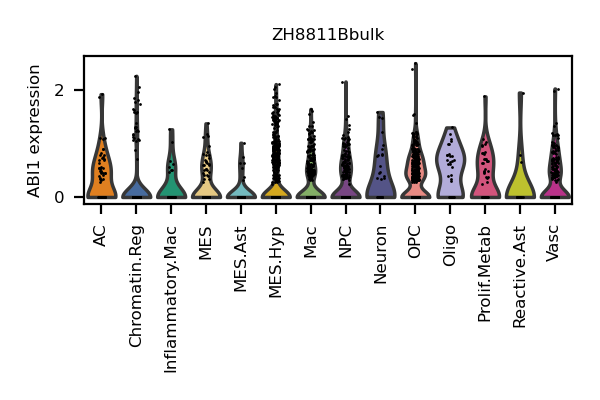 ZH8811Bbulk
ABI1 expression
2
0
AC
Chromatin.Reg
Inflammatory.Mac
MES
MES.Ast
MES.Hyp
Mac
NPC
Neuron
OPC
Oligo
Prolif.Metab
Reactive.Ast
Vasc